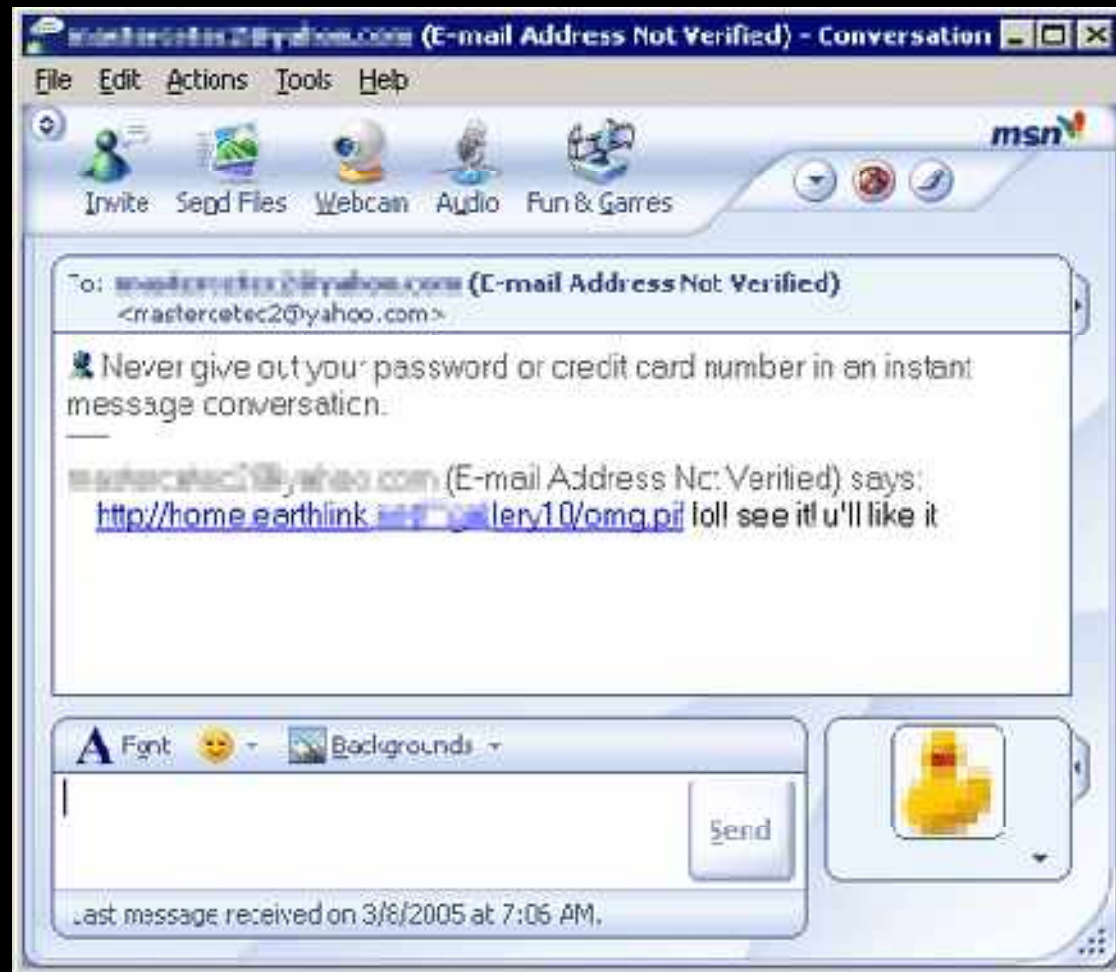 (E-mail Address Not Verified) - Conversation
File Edit Actions Tools Help
msn
Invite Send Files Webcam Audio Fun & Games
To: (E-mail Address Not Verified)
<mastercetec2@yahoo.com>
Never give out your password or credit card number in an instant
message conversation.
(E-mail Address Not Verified) says:
http://home.earthlink lery10/omg.pif lol! see it! u'll like it
Font Backgrounds
Send
Last message received on 3/8/2005 at 7:06 AM.